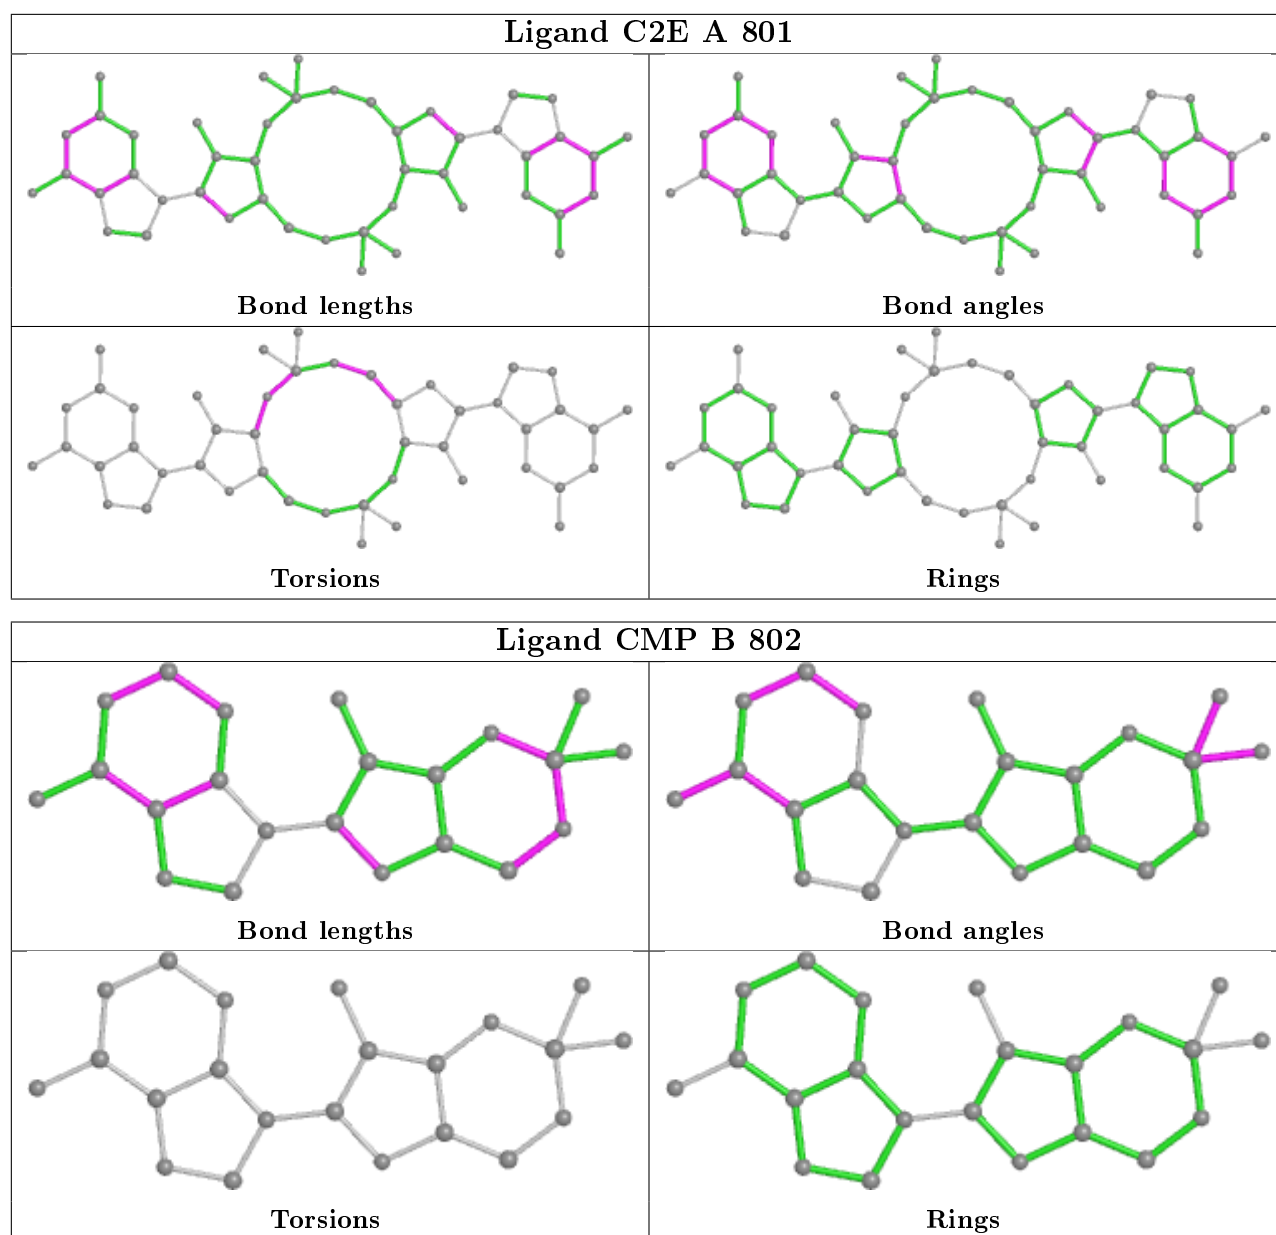 Ligand C2E A 801
Bond lengths
Bond angles
Torsions
Rings
Ligand CMP B 802
Bond lengths
Bond angles
Torsions
Rings